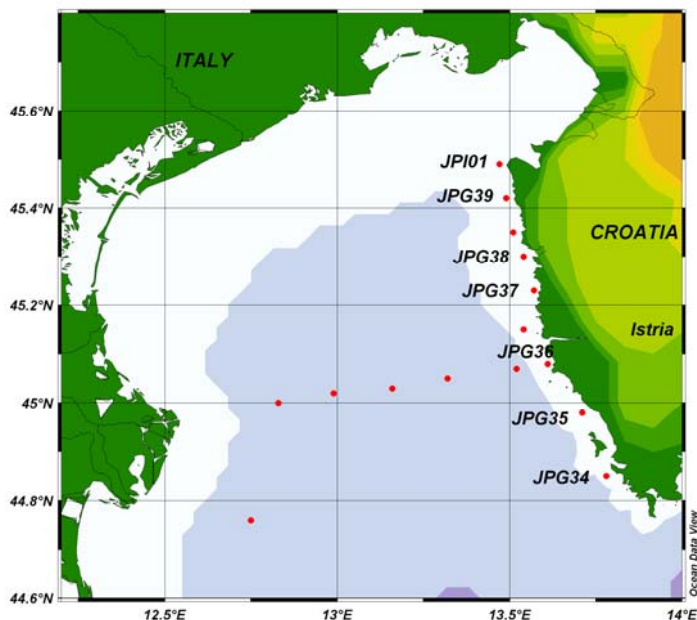 ITALY
45.6°N
JPI01
45.4°N
JPG39
CROATIA
JPG38
JPG37
45.2°N
Istria
JPG36
45°N
JPG35
JPG34
44.8°N
44.6°N
12.5°E
13°E
13.5°E
14°E
Ocean Data View